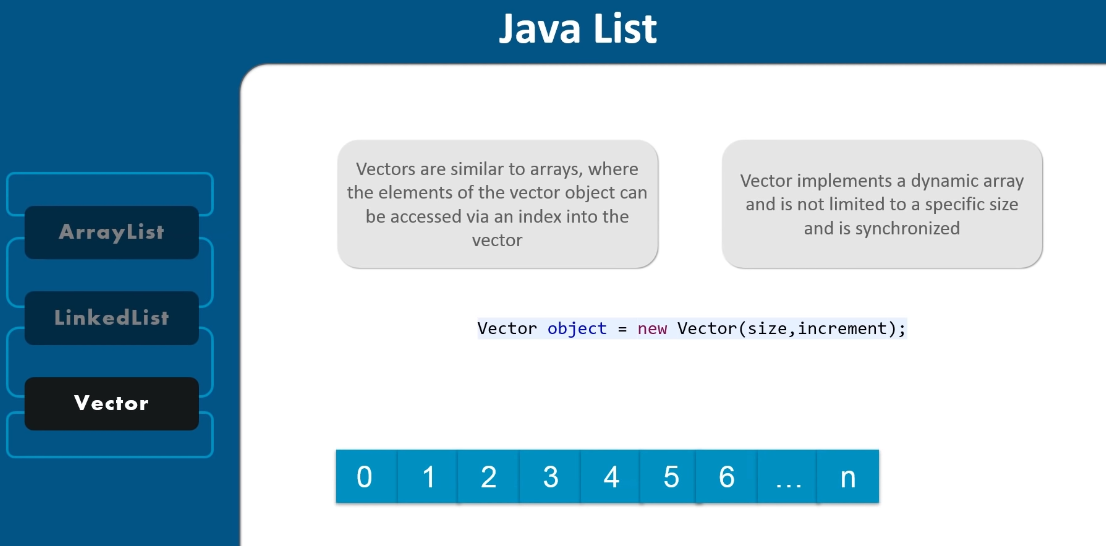 Java List
ArrayList
LinkedList
Vector
Vectors are similar to arrays, where
the elements of the vector object can
be accessed via an index into the
vector
Vector implements a dynamic array
and is not limited to a specific size
and is synchronized
Vector object = new Vector(size,increment);
0 1 2 3 4 5 6 ... n